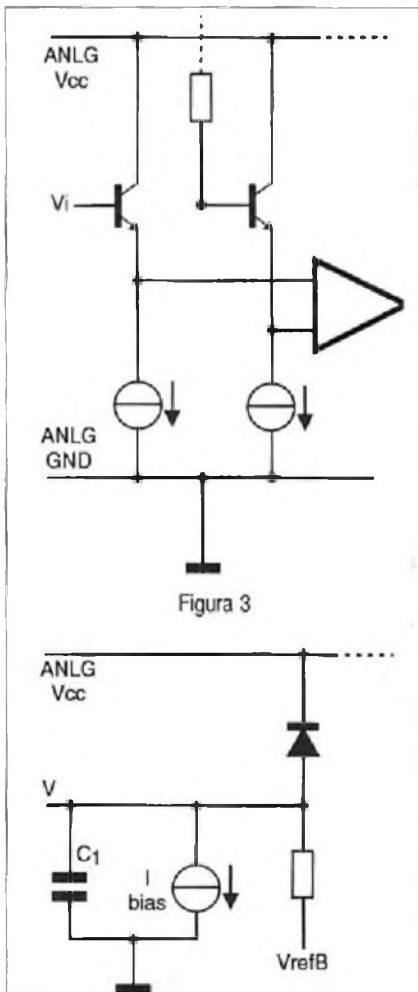 ANLG
Vcc
Vi
ANLG
GND
Figura 3
ANLG
Vcc
V
C1
I
bias
VrefB